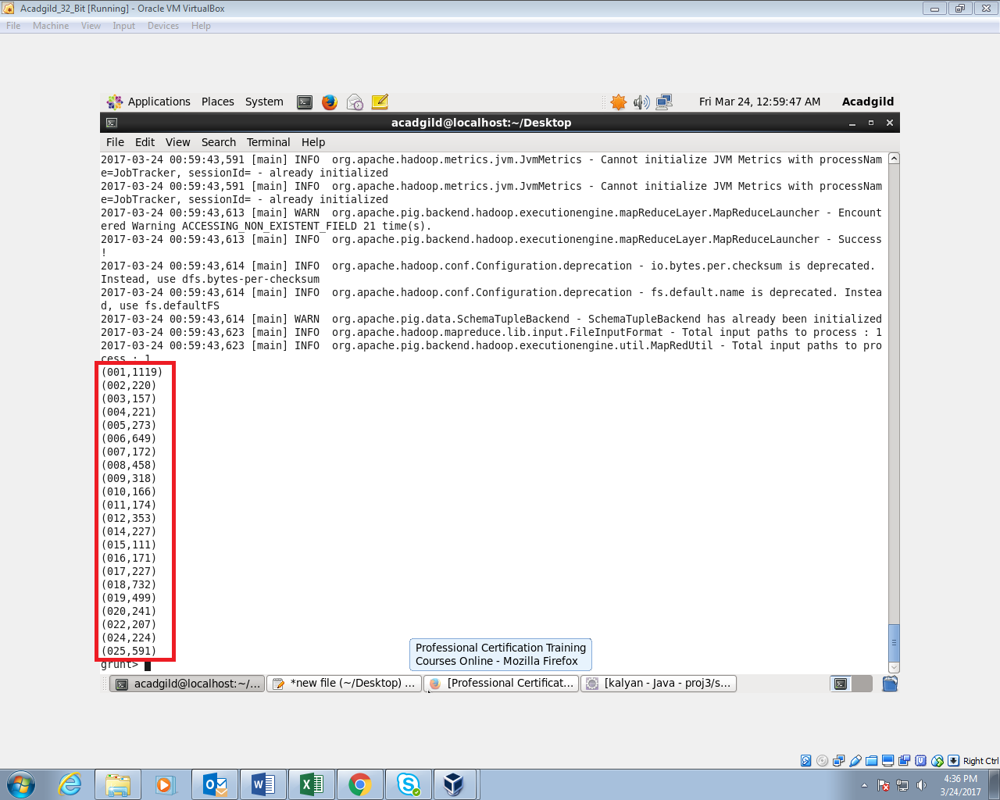 Acadgild_32_Bit [Running] - Oracle VM VirtualBox
File Machine View Input Devices Help
Applications Places System Fri Mar 24, 12:59:47 AM Acadgild
acadgild@localhost:~/Desktop
File Edit View Search Terminal Help
2017-03-24 00:59:43,591 [main] INFO  org.apache.hadoop.metrics.jvm.JvmMetrics - Cannot initialize JVM Metrics with processNam
e=JobTracker, sessionId= - already initialized
2017-03-24 00:59:43,591 [main] INFO  org.apache.hadoop.metrics.jvm.JvmMetrics - Cannot initialize JVM Metrics with processNam
e=JobTracker, sessionId= - already initialized
2017-03-24 00:59:43,613 [main] WARN  org.apache.pig.backend.hadoop.executionengine.mapReduceLayer.MapReduceLauncher - Encount
ered Warning ACCESSING_NON_EXISTENT_FIELD 21 time(s).
2017-03-24 00:59:43,613 [main] INFO  org.apache.pig.backend.hadoop.executionengine.mapReduceLayer.MapReduceLauncher - Success
!
2017-03-24 00:59:43,614 [main] INFO  org.apache.hadoop.conf.Configuration.deprecation - io.bytes.per.checksum is deprecated.
Instead, use dfs.bytes-per-checksum
2017-03-24 00:59:43,614 [main] INFO  org.apache.hadoop.conf.Configuration.deprecation - fs.default.name is deprecated. Instea
d, use fs.defaultFS
2017-03-24 00:59:43,614 [main] WARN  org.apache.pig.data.SchemaTupleBackend - SchemaTupleBackend has already been initialized
2017-03-24 00:59:43,623 [main] INFO  org.apache.hadoop.mapreduce.lib.input.FileInputFormat - Total input paths to process : 1
2017-03-24 00:59:43,623 [main] INFO  org.apache.pig.backend.hadoop.executionengine.util.MapRedUtil - Total input paths to pro
cess : 1
(001,1119)
(002,220)
(003,157)
(004,221)
(005,273)
(006,649)
(007,172)
(008,458)
(009,318)
(010,166)
(011,174)
(012,353)
(014,227)
(015,111)
(016,171)
(017,227)
(018,732)
(019,499)
(020,241)
(022,207)
(024,224)
(025,591)
grunt>
Professional Certification Training
Courses Online - Mozilla Firefox
acadgild@localhost:~/... *new file (~/Desktop) ... [Professional Certificat... [kalyan - Java - proj3/s...
Right Ctrl
4:36 PM
3/24/2017